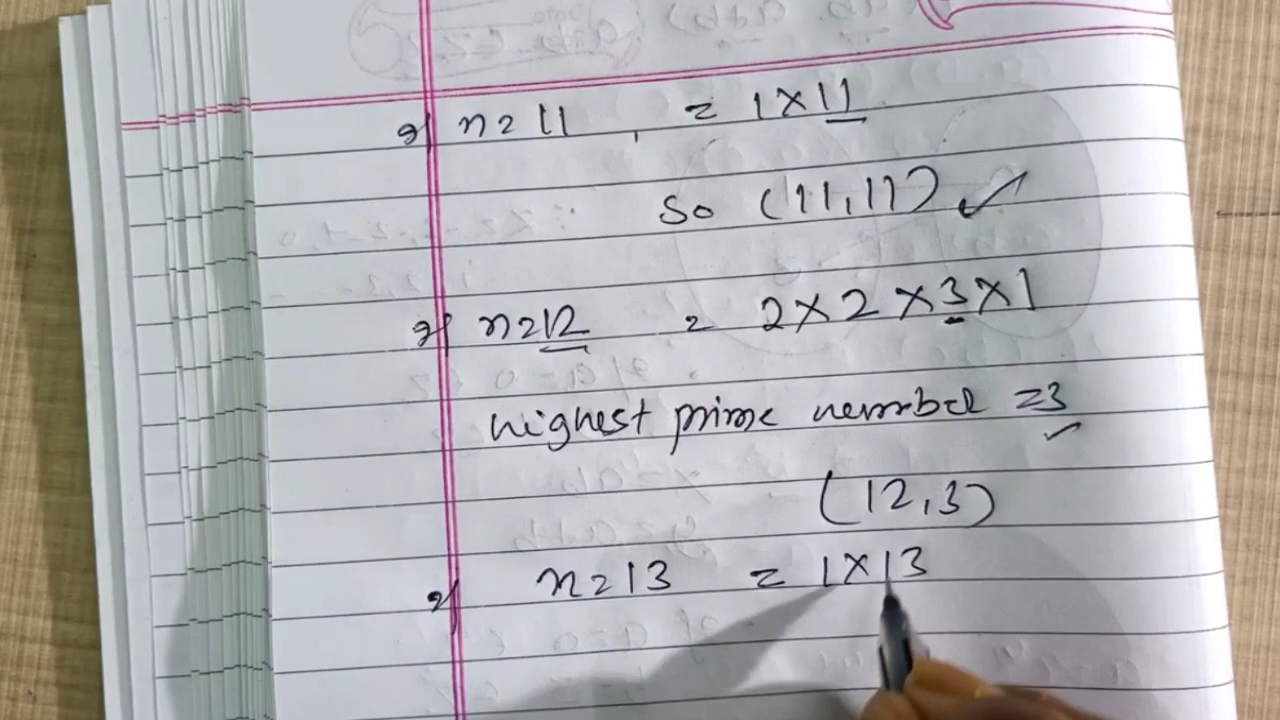 ⇒ n = 11 , = 1 × 11
So (11, 11) ✓
⇒ n = 12 = 2 × 2 × 3 × 1
highest prime number = 3
(12, 3)
⇒ n = 13 = 1 × 13